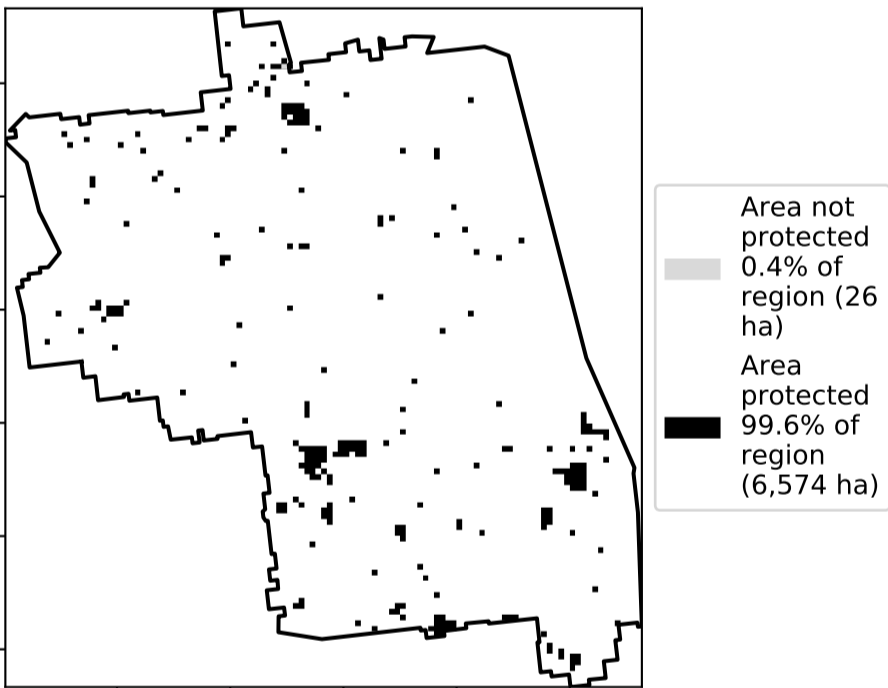 Area not
protected
0.4% of
region (26
ha)
Area
protected
99.6% of
region
(6,574 ha)